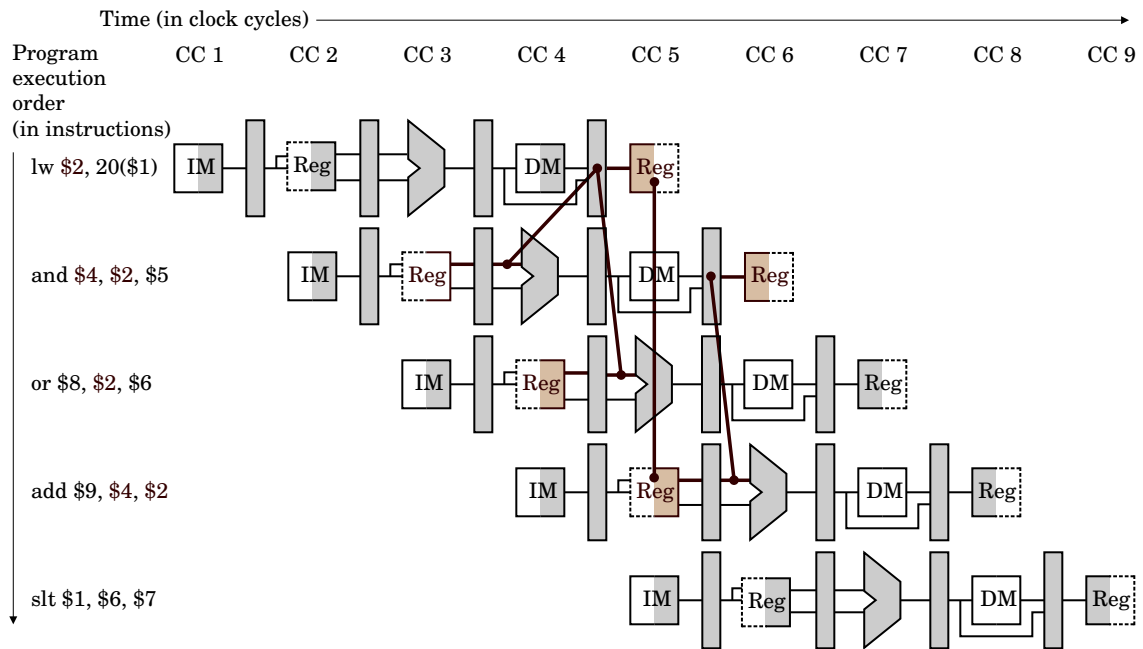 Time (in clock cycles)
Program
execution
order
(in instructions)
CC 1 CC 2 CC 3 CC 4 CC 5 CC 6 CC 7 CC 8 CC 9
lw $2, 20($1) IM Reg DM Reg
and $4, $2, $5 IM Reg DM Reg
or $8, $2, $6 IM Reg DM Reg
add $9, $4, $2 IM Reg DM Reg
slt $1, $6, $7 IM Reg DM Reg